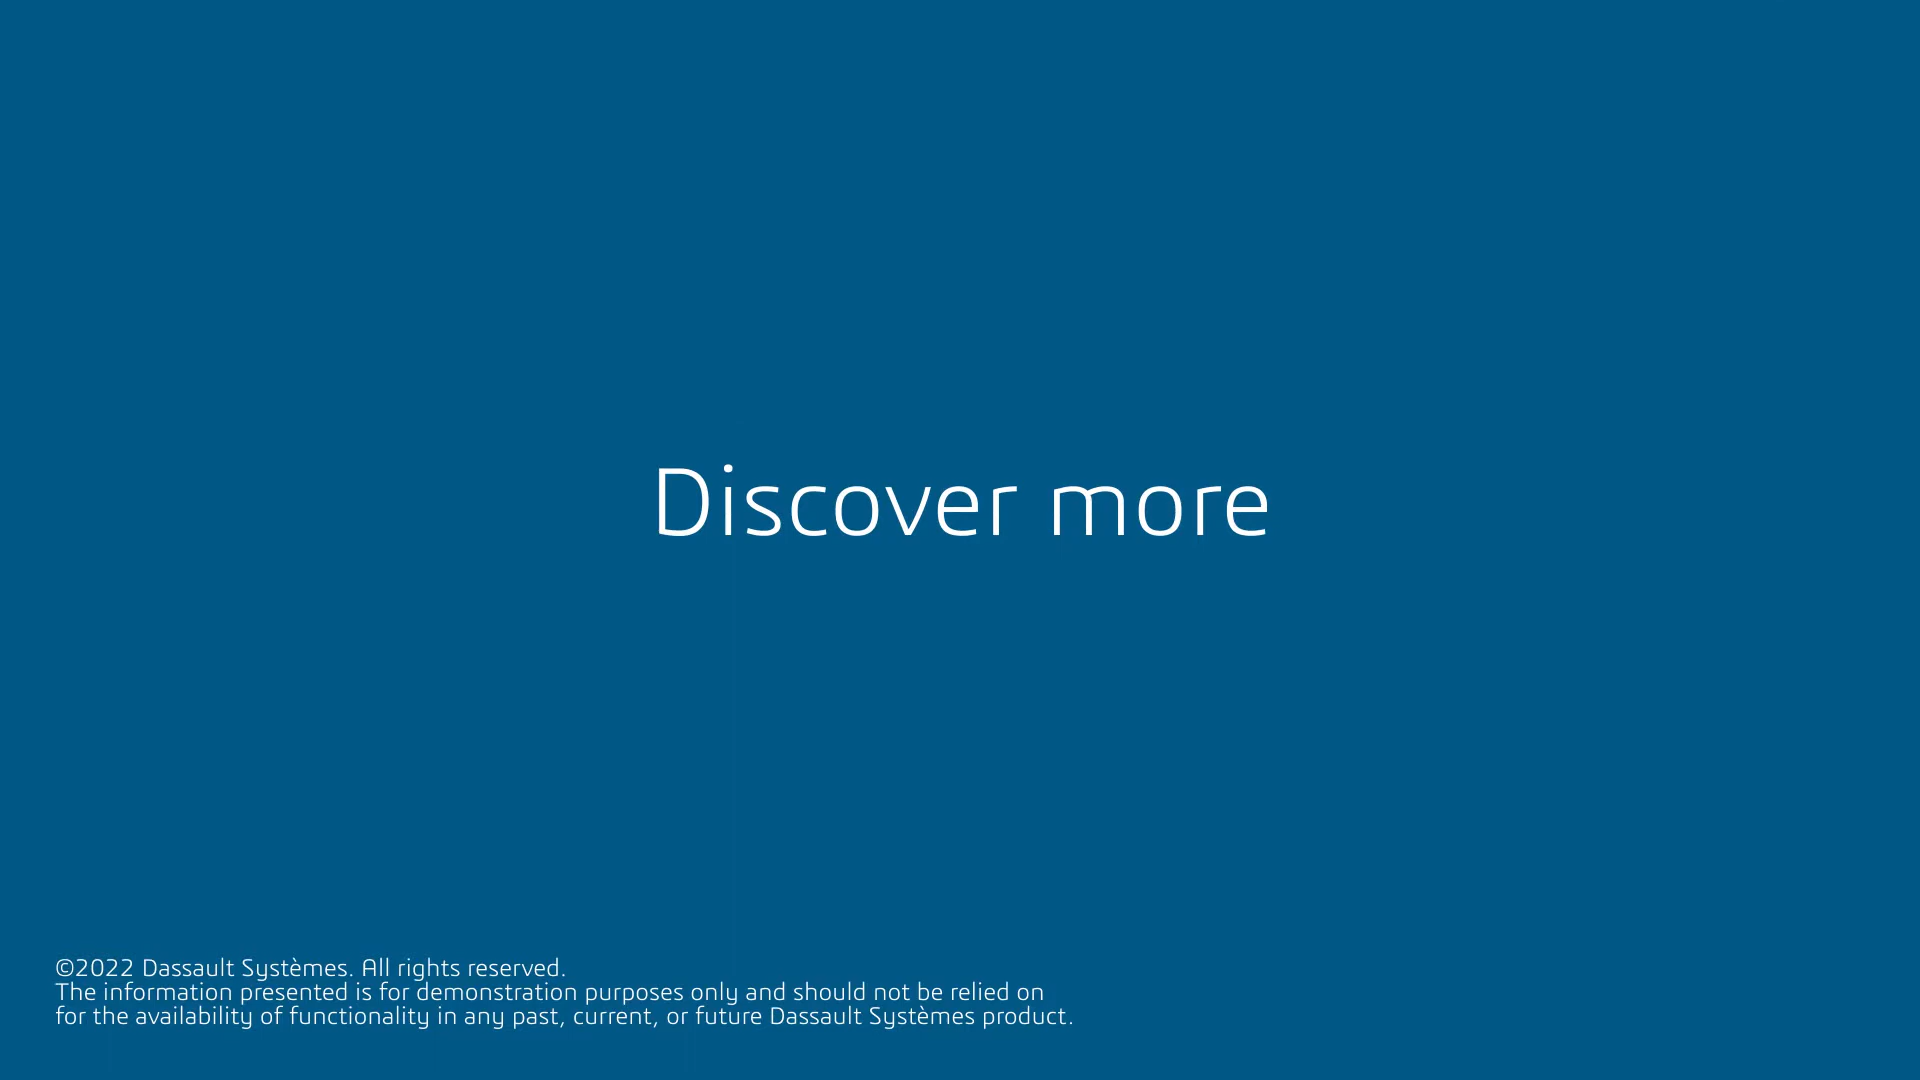 Discover more
©2022 Dassault Systèmes. All rights reserved.
The information presented is for demonstration purposes only and should not be relied on
for the availability of functionality in any past, current, or future Dassault Systèmes product.